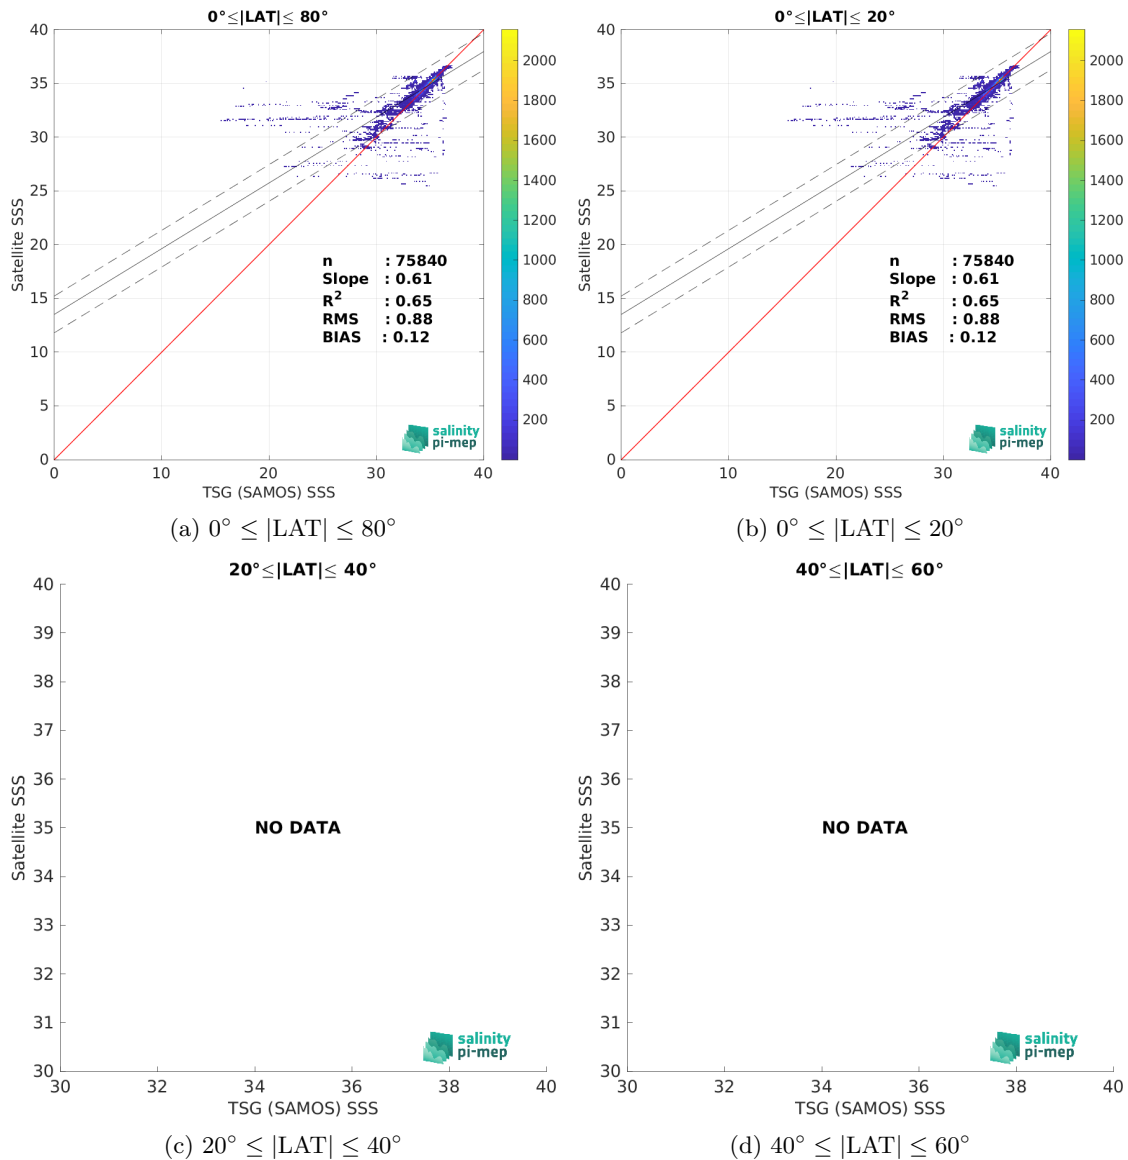 0°≤|LAT|≤ 80°
40
35
30
25
20
15
10
5
0
Satellite SSS
n : 75840
Slope : 0.61
R² : 0.65
RMS : 0.88
BIAS : 0.12
salinity
pi-mep
0 10 20 30 40
TSG (SAMOS) SSS
2000
1800
1600
1400
1200
1000
800
600
400
200
(a) 0° ≤ |LAT| ≤ 80°
0°≤|LAT|≤ 20°
40
35
30
25
20
15
10
5
0
Satellite SSS
n : 75840
Slope : 0.61
R² : 0.65
RMS : 0.88
BIAS : 0.12
salinity
pi-mep
0 10 20 30 40
TSG (SAMOS) SSS
2000
1800
1600
1400
1200
1000
800
600
400
200
(b) 0° ≤ |LAT| ≤ 20°
20°≤|LAT|≤ 40°
40
39
38
37
36
35
34
33
32
31
30
Satellite SSS
NO DATA
salinity
pi-mep
30 32 34 36 38 40
TSG (SAMOS) SSS
(c) 20° ≤ |LAT| ≤ 40°
40°≤|LAT|≤ 60°
40
39
38
37
36
35
34
33
32
31
30
Satellite SSS
NO DATA
salinity
pi-mep
30 32 34 36 38 40
TSG (SAMOS) SSS
(d) 40° ≤ |LAT| ≤ 60°